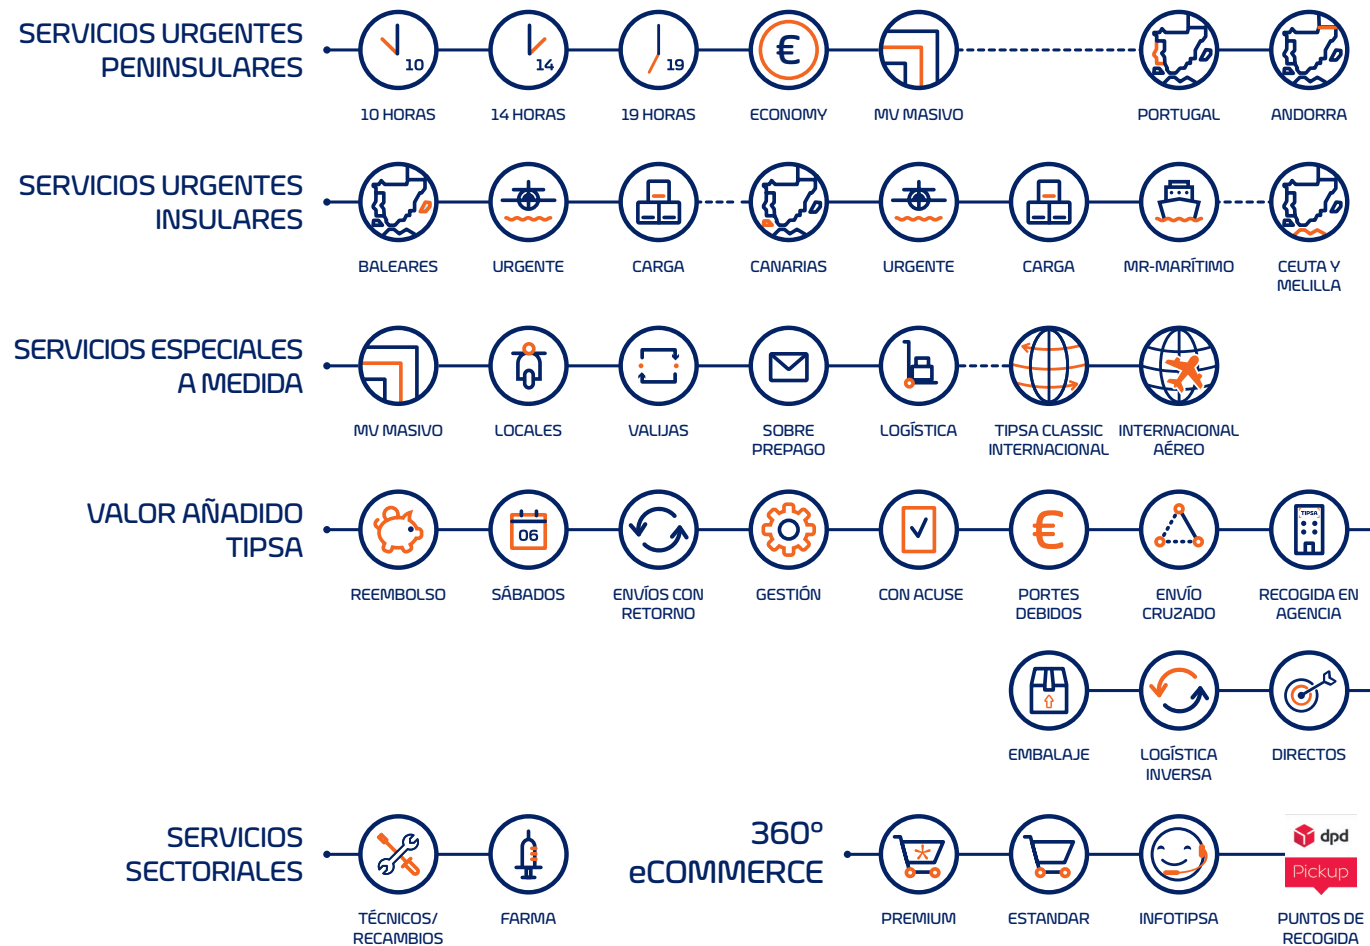 SERVICIOS URGENTES
PENINSULARES
10
14
19
€
10 HORAS
14 HORAS
19 HORAS
ECONOMY
MV MASIVO
PORTUGAL
ANDORRA
SERVICIOS URGENTES
INSULARES
BALEARES
URGENTE
CARGA
CANARIAS
URGENTE
CARGA
MR-MARÍTIMO
CEUTA Y
MELILLA
SERVICIOS ESPECIALES
A MEDIDA
MV MASIVO
LOCALES
VALIJAS
SOBRE
PREPAGO
LOGÍSTICA
TIPSA CLASSIC
INTERNACIONAL
INTERNACIONAL
AÉREO
VALOR AÑADIDO
TIPSA
06
€
TIPSA
REEMBOLSO
SÁBADOS
ENVÍOS CON
RETORNO
GESTIÓN
CON ACUSE
PORTES
DEBIDOS
ENVÍO
CRUZADO
RECOGIDA EN
AGENCIA
EMBALAJE
LOGÍSTICA
INVERSA
DIRECTOS
SERVICIOS
SECTORIALES
TÉCNICOS/
RECAMBIOS
FARMA
360º
eCOMMERCE
dpd
Pickup
PREMIUM
ESTANDAR
INFOTIPSA
PUNTOS DE
RECOGIDA